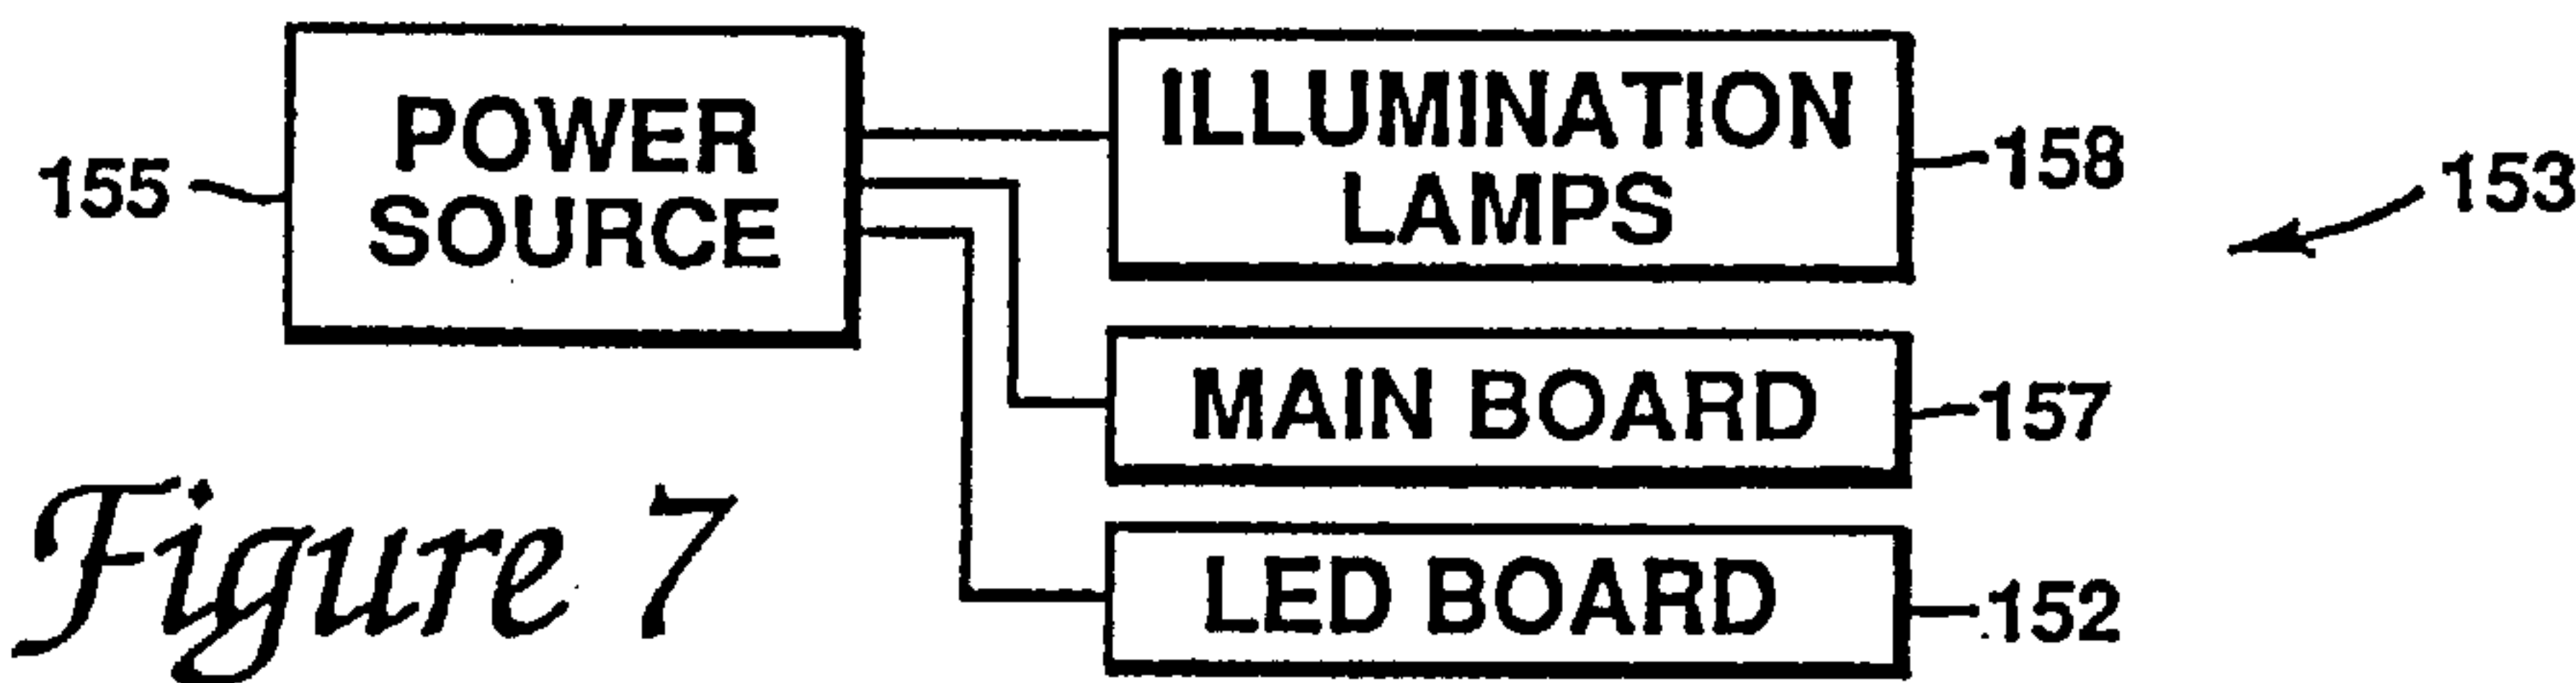 155
POWER
SOURCE
ILLUMINATION
LAMPS
158
153
MAIN BOARD
157
LED BOARD
152
Figure 7